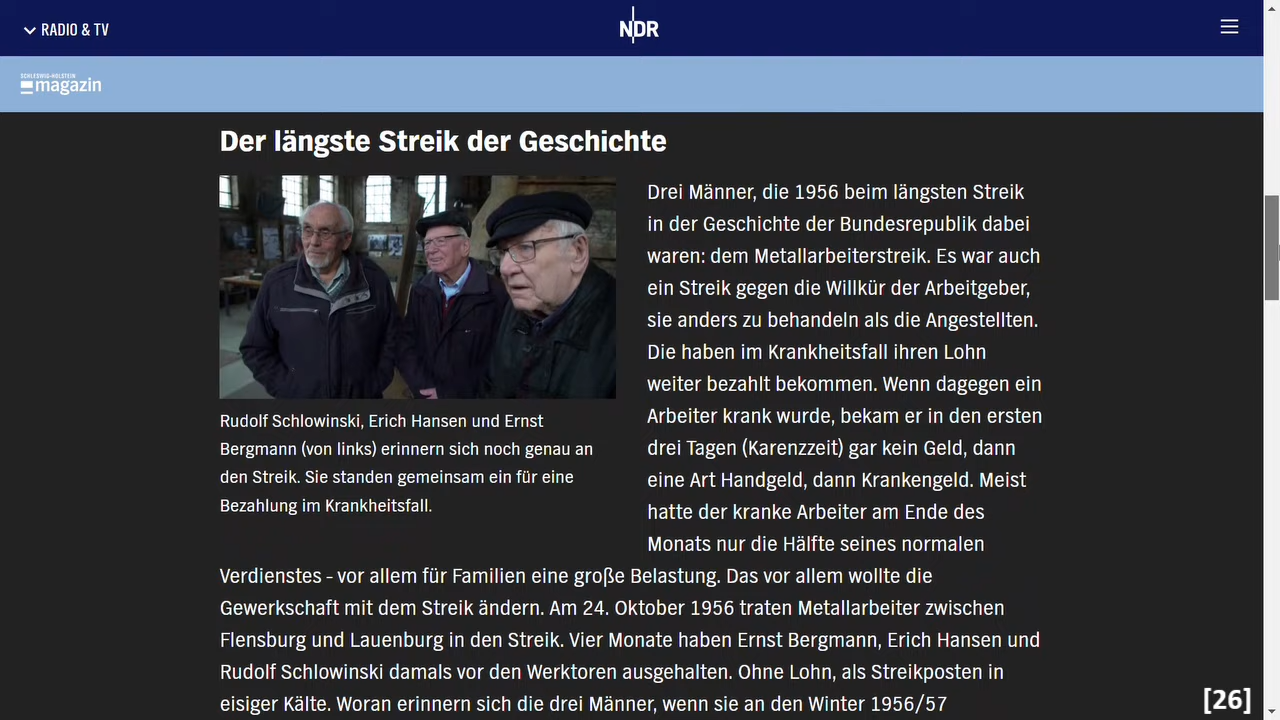 RADIO & TV
NDR
SCHLESWIG-HOLSTEIN
magazin
Der längste Streik der Geschichte
Drei Männer, die 1956 beim längsten Streik
in der Geschichte der Bundesrepublik dabei
waren: dem Metallarbeiterstreik. Es war auch
ein Streik gegen die Willkür der Arbeitgeber,
sie anders zu behandeln als die Angestellten.
Die haben im Krankheitsfall ihren Lohn
weiter bezahlt bekommen. Wenn dagegen ein
Arbeiter krank wurde, bekam er in den ersten
drei Tagen (Karenzzeit) gar kein Geld, dann
eine Art Handgeld, dann Krankengeld. Meist
hatte der kranke Arbeiter am Ende des
Monats nur die Hälfte seines normalen
Rudolf Schlowinski, Erich Hansen und Ernst
Bergmann (von links) erinnern sich noch genau an
den Streik. Sie standen gemeinsam ein für eine
Bezahlung im Krankheitsfall.
Verdienstes - vor allem für Familien eine große Belastung. Das vor allem wollte die
Gewerkschaft mit dem Streik ändern. Am 24. Oktober 1956 traten Metallarbeiter zwischen
Flensburg und Lauenburg in den Streik. Vier Monate haben Ernst Bergmann, Erich Hansen und
Rudolf Schlowinski damals vor den Werktoren ausgehalten. Ohne Lohn, als Streikposten in
eisiger Kälte. Woran erinnern sich die drei Männer, wenn sie an den Winter 1956/57
[26]